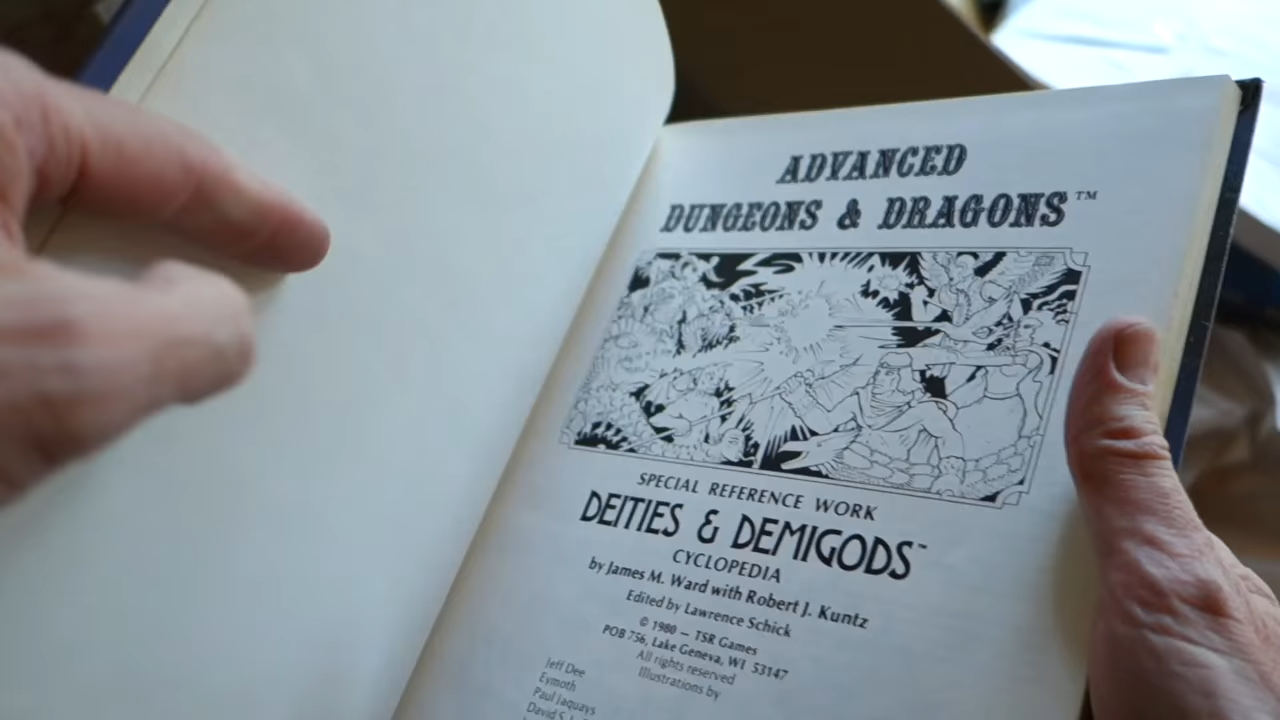 ADVANCED
DUNGEONS & DRAGONS™
SPECIAL REFERENCE WORK
DEITIES & DEMIGODS™
CYCLOPEDIA
by James M. Ward with Robert J. Kuntz
Edited by Lawrence Schick
© 1980 — TSR Games
POB 756, Lake Geneva, WI 53147
All rights reserved
Illustrations by
Jeff Dee
Eymoth
Paul Jaquays
David S.